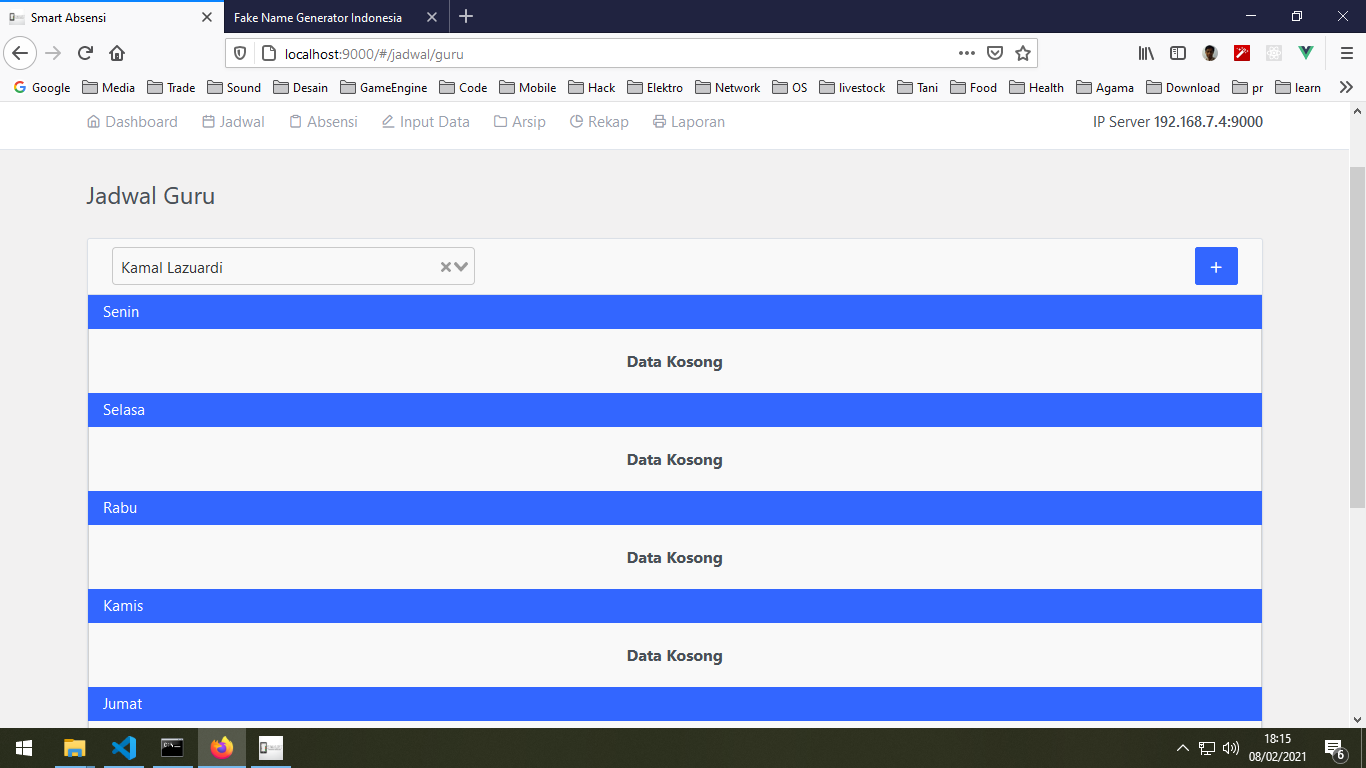 Smart Absensi
Fake Name Generator Indonesia
localhost:9000/#/jadwal/guru
Google Media Trade Sound Desain GameEngine Code Mobile Hack Elektro Network OS livestock Tani Food Health Agama Download pr learn
Dashboard Jadwal Absensi Input Data Arsip Rekap Laporan IP Server 192.168.7.4:9000
Jadwal Guru
Kamal Lazuardi
+
Senin
Data Kosong
Selasa
Data Kosong
Rabu
Data Kosong
Kamis
Data Kosong
Jumat
18:15
08/02/2021
6